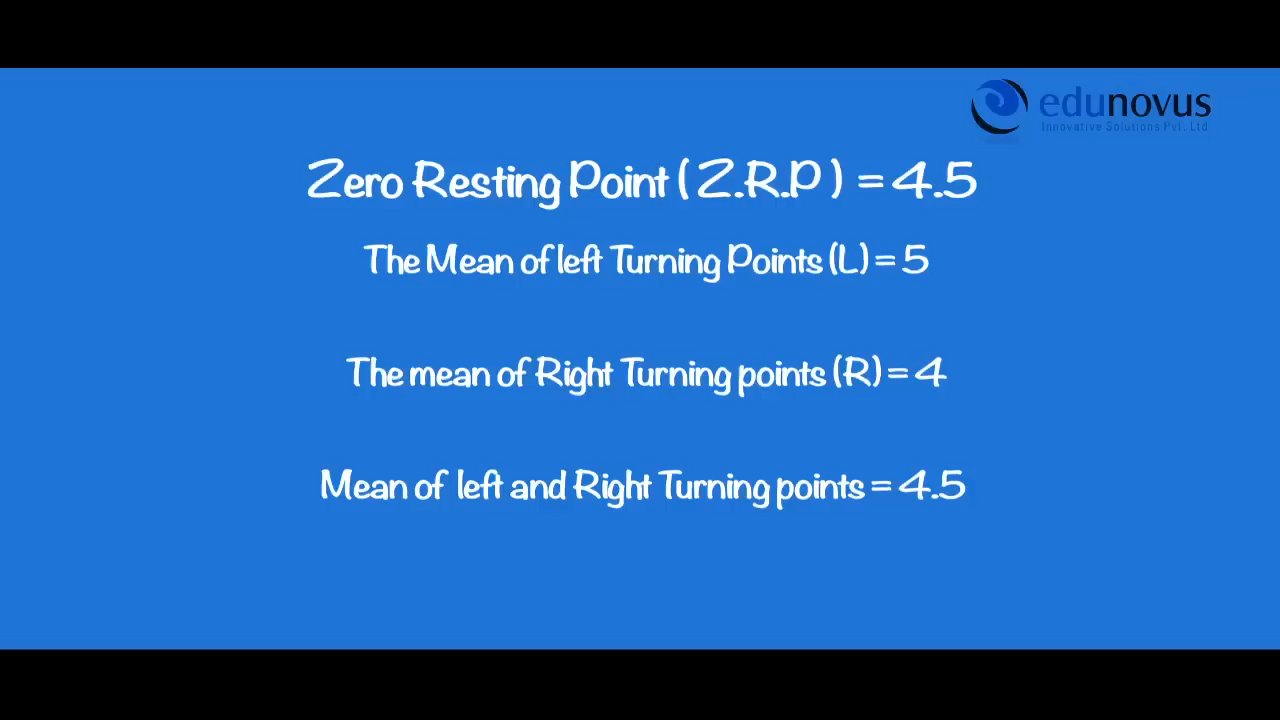 edunovus
Innovative Solutions Pvt. Ltd
Zero Resting Point ( Z.R.P ) = 4.5
The Mean of left Turning Points (L) = 5
The mean of Right Turning points (R) = 4
Mean of left and Right Turning points = 4.5